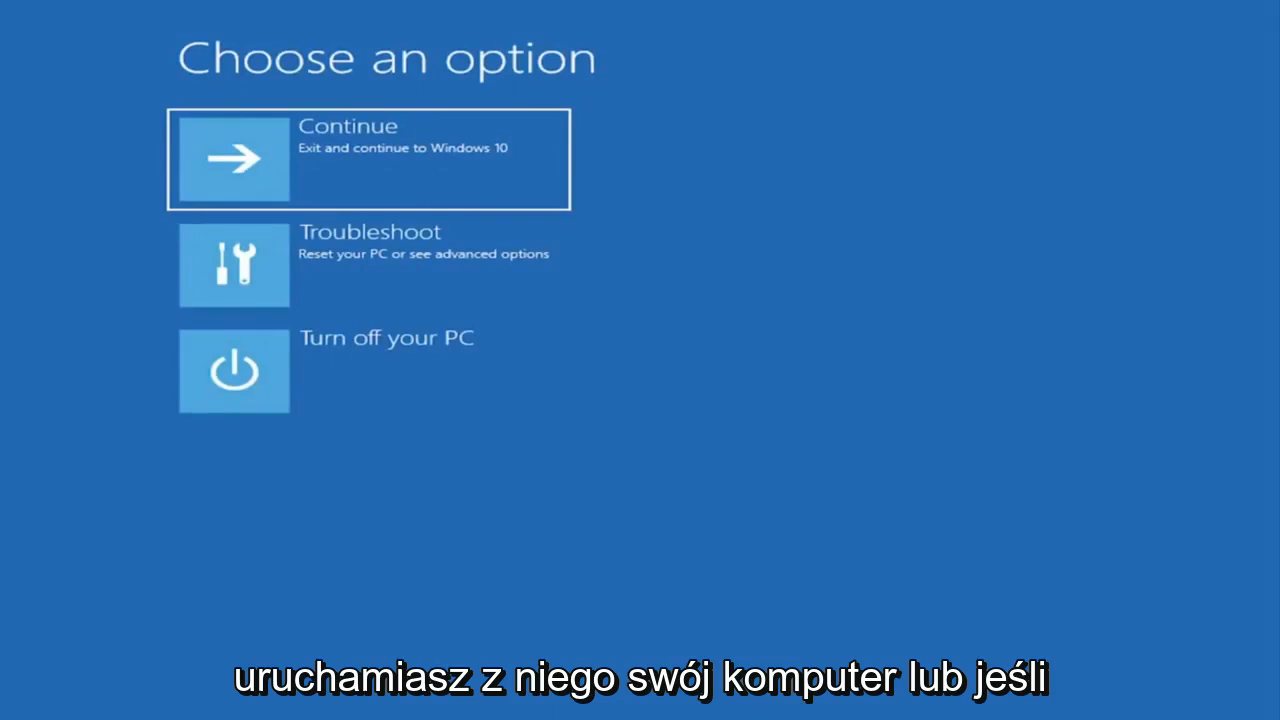 Choose an option
Continue
Exit and continue to Windows 10
Troubleshoot
Reset your PC or see advanced options
Turn off your PC
uruchamiasz z niego swój komputer lub jeśli